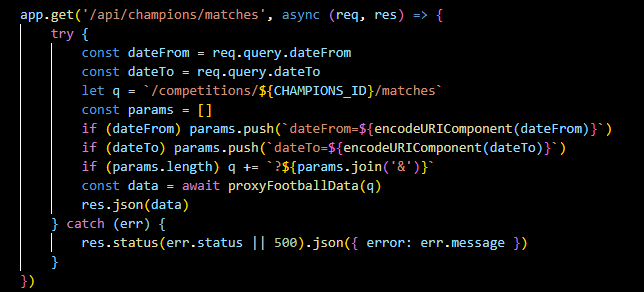 app.get('/api/champions/matches', async (req, res) => {
    try {
        const dateFrom = req.query.dateFrom
        const dateTo = req.query.dateTo
        let q = `/competitions/${CHAMPIONS_ID}/matches`
        const params = []
        if (dateFrom) params.push(`dateFrom=${encodeURIComponent(dateFrom)}`)
        if (dateTo) params.push(`dateTo=${encodeURIComponent(dateTo)}`)
        if (params.length) q += `?${params.join('&')}`
        const data = await proxyFootballData(q)
        res.json(data)
    } catch (err) {
        res.status(err.status || 500).json({ error: err.message })
    }
})